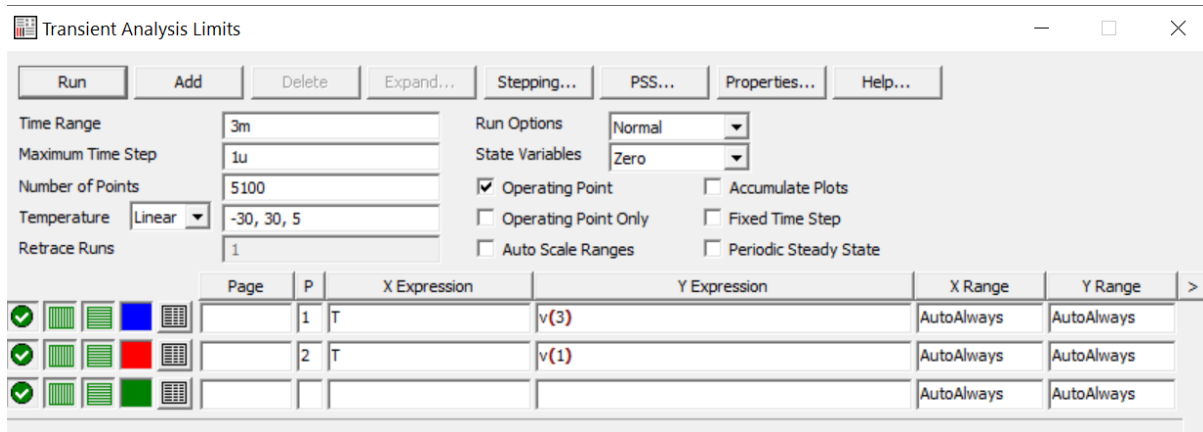 Transient Analysis Limits
Run Add Delete Expand... Stepping... PSS... Properties... Help...
Time Range 3m Run Options Normal
Maximum Time Step 1u State Variables Zero
Number of Points 5100 Operating Point Accumulate Plots
Temperature Linear -30, 30, 5 Operating Point Only Fixed Time Step
Retrace Runs 1 Auto Scale Ranges Periodic Steady State
Page P X Expression Y Expression X Range Y Range >
1 T v(3) AutoAlways AutoAlways
2 T v(1) AutoAlways AutoAlways
AutoAlways AutoAlways